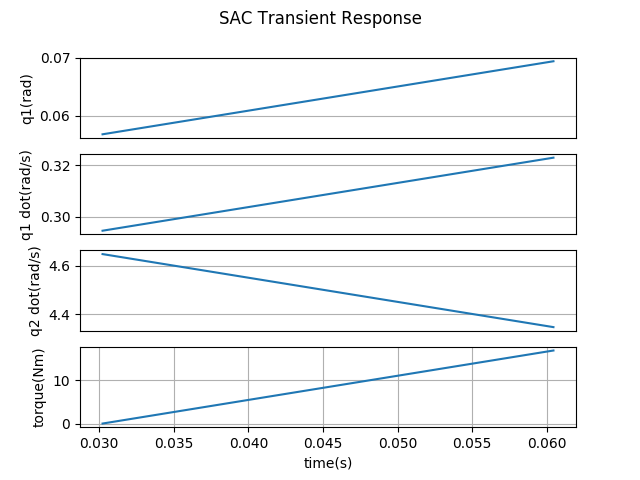 SAC Transient Response
0.07
0.06
q1(rad)
0.32
0.30
q1 dot(rad/s)
4.6
4.4
q2 dot(rad/s)
10
0
torque(Nm)
0.030 0.035 0.040 0.045 0.050 0.055 0.060
time(s)